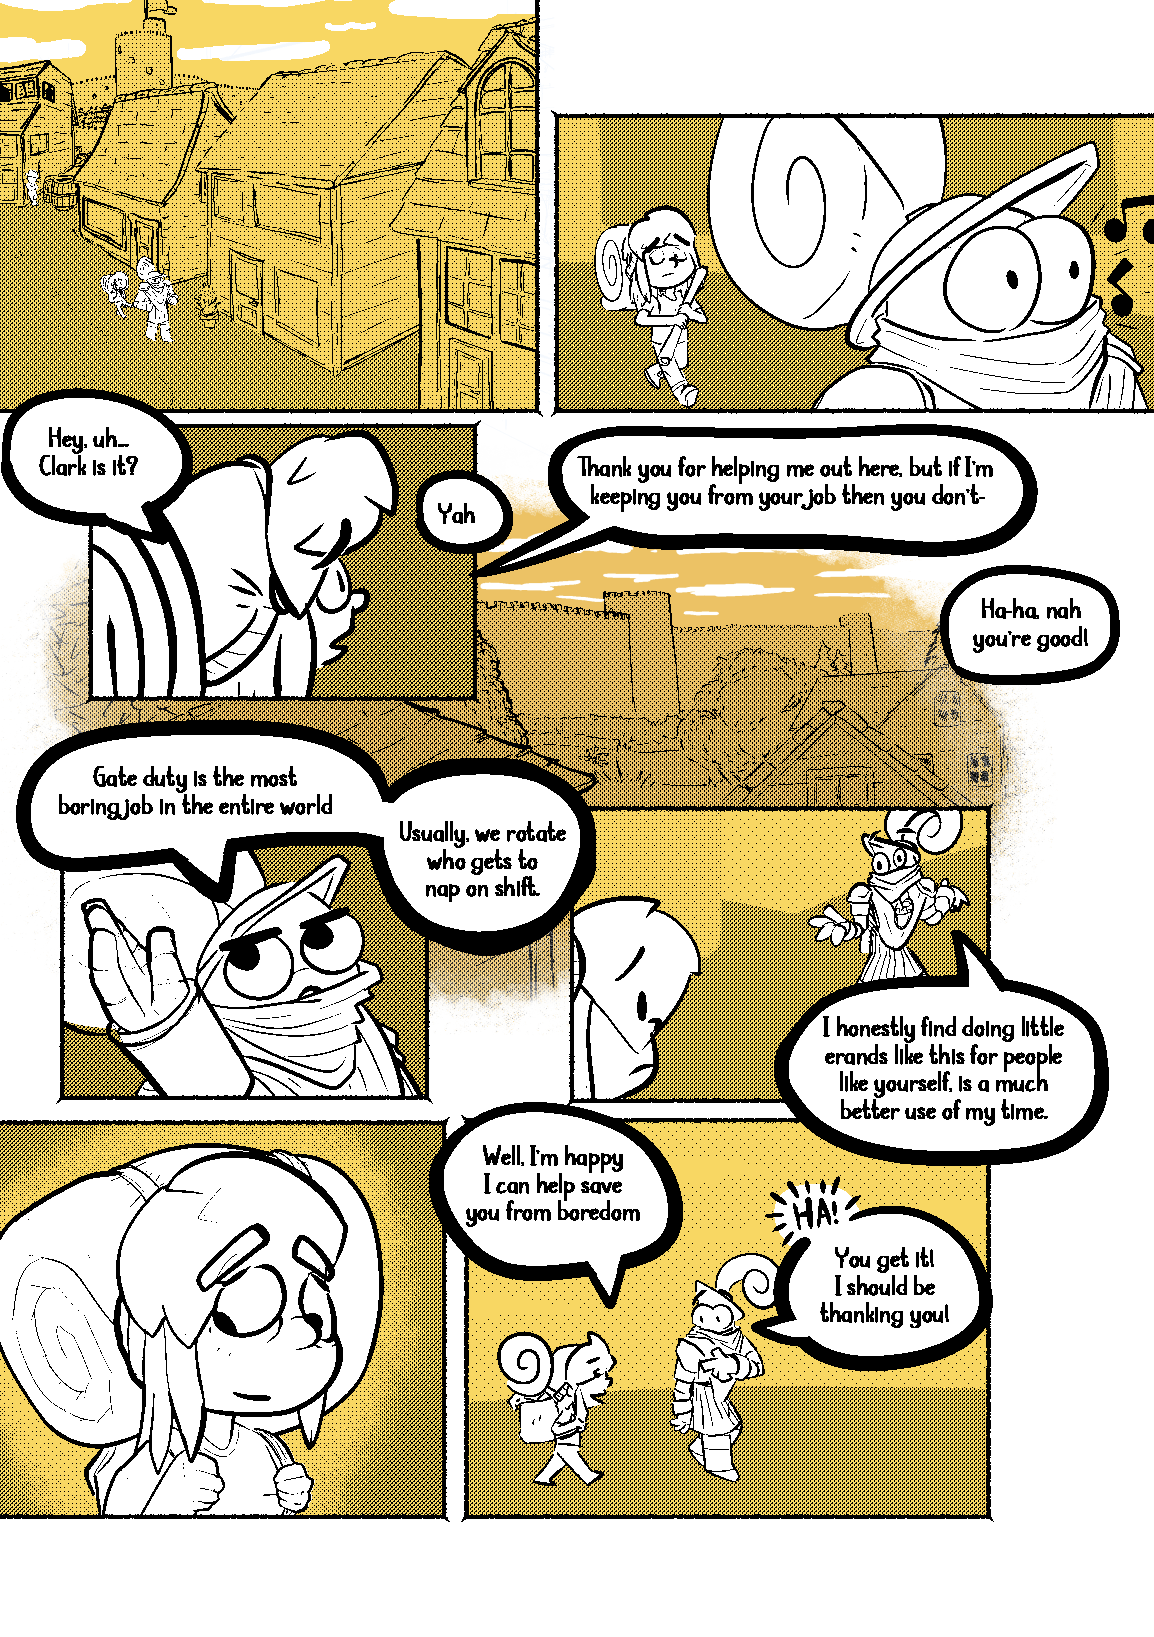 Hey, uh...
Clark is it?
Yah
Thank you for helping me out here, but if I'm
keeping you from your job then you don't-
Ha-ha, nah
you're good!
Gate duty is the most
boring job in the entire world
Usually, we rotate
who gets to
nap on shift.
I honestly find doing little
erands like this for people
like yourself, is a much
better use of my time.
Well, I'm happy
I can help save
you from boredom
HA!
You get it!
I should be
thanking you!